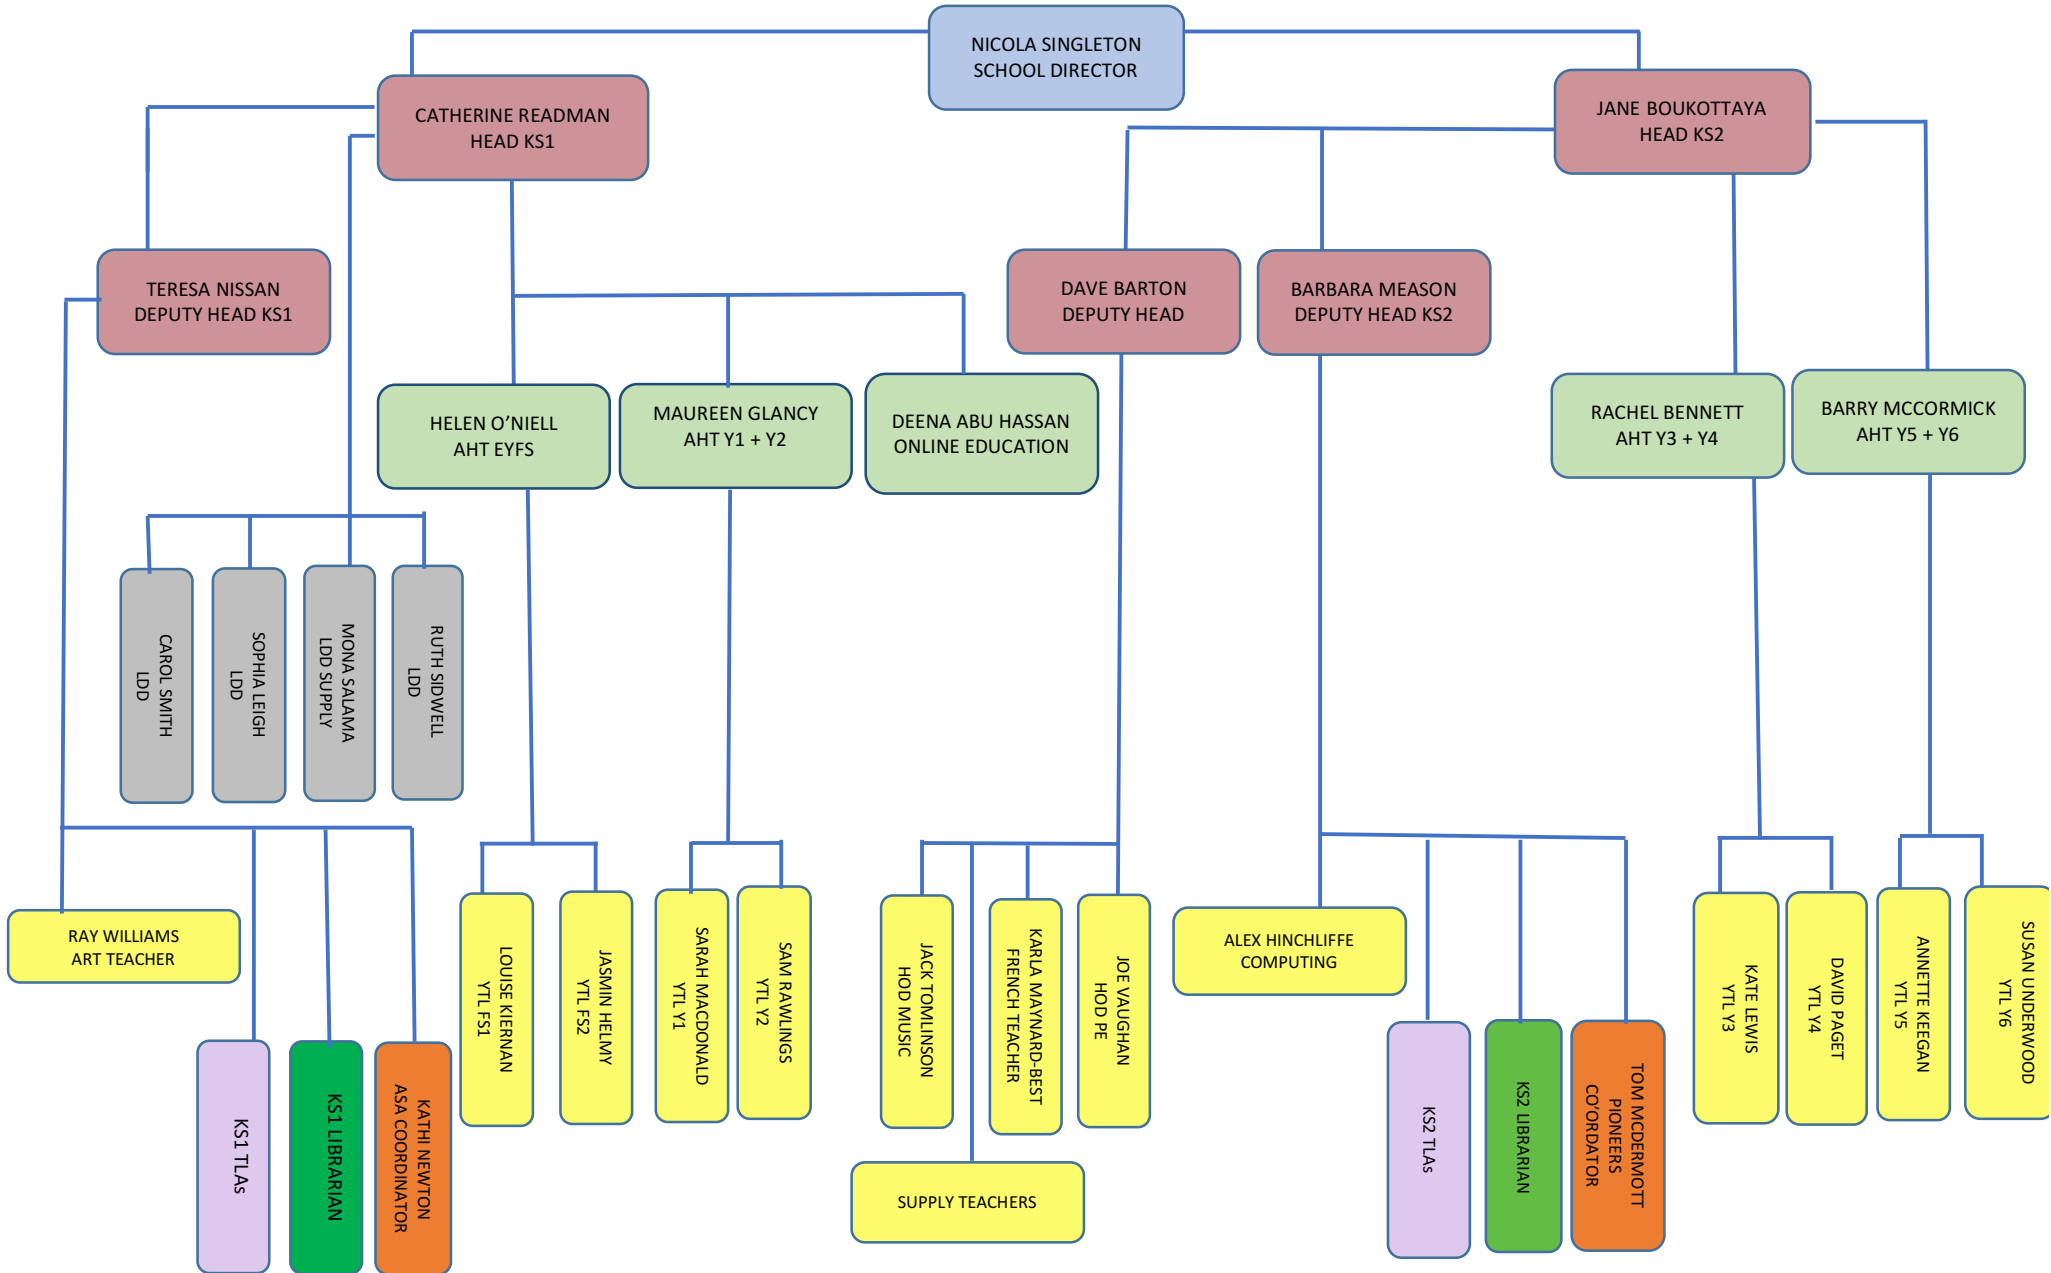 NICOLA SINGLETON
SCHOOL DIRECTOR
CATHERINE READMAN
HEAD KS1
JANE BOUKOTTAYA
HEAD KS2
TERESA NISSAN
DEPUTY HEAD KS1
DAVE BARTON
DEPUTY HEAD
BARBARA MEASON
DEPUTY HEAD KS2
HELEN O’NIELL
AHT EYFS
MAUREEN GLANCY
AHT Y1 + Y2
DEENA ABU HASSAN
ONLINE EDUCATION
RACHEL BENNETT
AHT Y3 + Y4
BARRY MCCORMICK
AHT Y5 + Y6
CAROL SMITH
LDD
SOPHIA LEIGH
LDD
MONA SALAMA
LDD SUPPLY
RUTH SIDWELL
LDD
RAY WILLIAMS
ART TEACHER
KS1 TLAs
KS1 LIBRARIAN
KATHI NEWTON
ASA COORDINATOR
LOUISE KIERNAN
YTL FS1
JASMIN HELMY
YTL FS2
SARAH MACDONALD
YTL Y1
SAM RAWLINGS
YTL Y2
JACK TOMLINSON
HOD MUSIC
KARLA MAYNARD-BEST
FRENCH TEACHER
JOE VAUGHAN
HOD PE
SUPPLY TEACHERS
ALEX HINCHLIFFE
COMPUTING
KS2 TLAs
KS2 LIBRARIAN
TOM MCDERMOTT
PIONEERS
CO’ORDATOR
KATE LEWIS
YTL Y3
DAVID PAGET
YTL Y4
ANNETTE KEEGAN
YTL Y5
SUSAN UNDERWOOD
YTL Y6